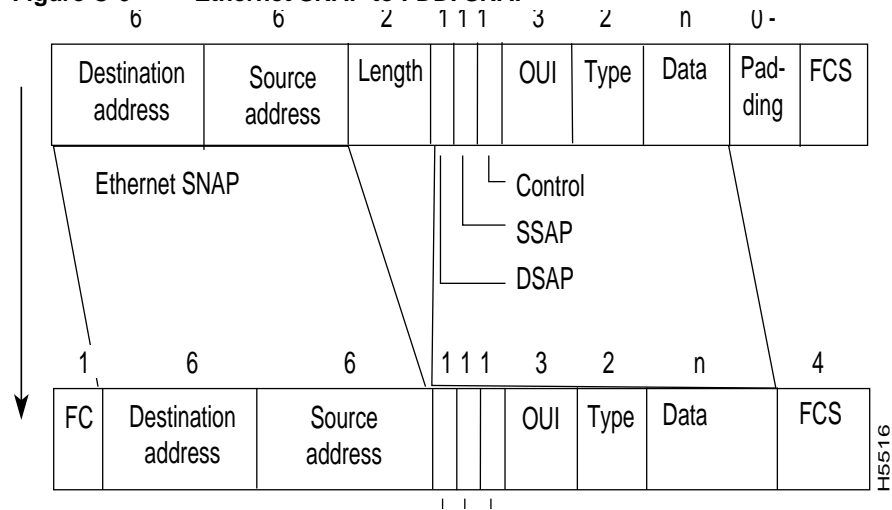 6 6 2 1 1 1 3 2 n 0 -
Destination address Source address Length OUI Type Data Pad- ding FCS
Ethernet SNAP
Control
SSAP
DSAP
1 6 6 1 1 1 3 2 n 4
FC Destination address Source address OUI Type Data FCS
H5516